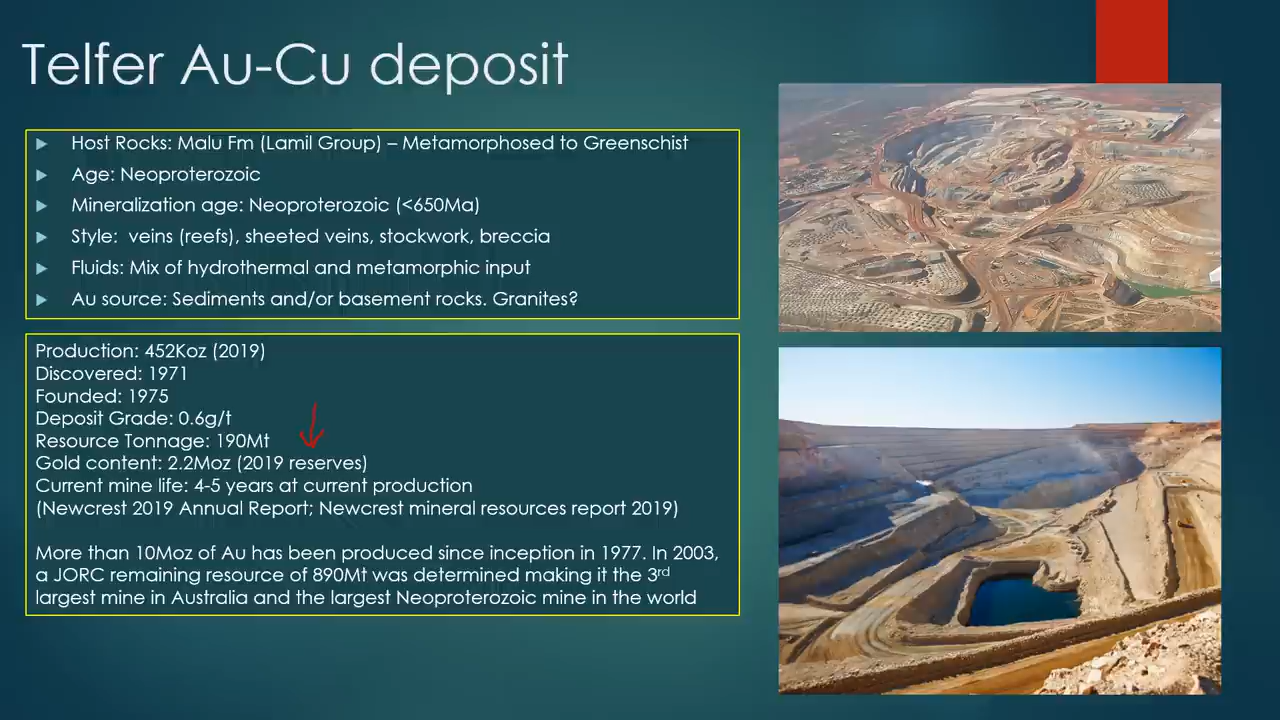 Telfer Au-Cu deposit
Host Rocks: Malu Fm (Lamil Group) – Metamorphosed to Greenschist
Age: Neoproterozoic
Mineralization age: Neoproterozoic (<650Ma)
Style:  veins (reefs), sheeted veins, stockwork, breccia
Fluids: Mix of hydrothermal and metamorphic input
Au source: Sediments and/or basement rocks. Granites?
Production: 452Koz (2019)
Discovered: 1971
Founded: 1975
Deposit Grade: 0.6g/t
Resource Tonnage: 190Mt
Gold content: 2.2Moz (2019 reserves)
Current mine life: 4-5 years at current production
(Newcrest 2019 Annual Report; Newcrest mineral resources report 2019)
More than 10Moz of Au has been produced since inception in 1977. In 2003,
a JORC remaining resource of 890Mt was determined making it the 3rd
largest mine in Australia and the largest Neoproterozoic mine in the world